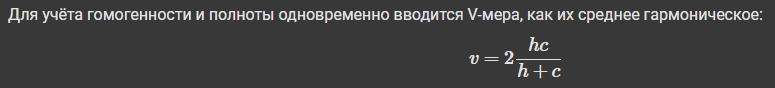 Для учёта гомогенности и полноты одновременно вводится V-мера, как их среднее гармоническое:
v = 2 hc / (h + c)